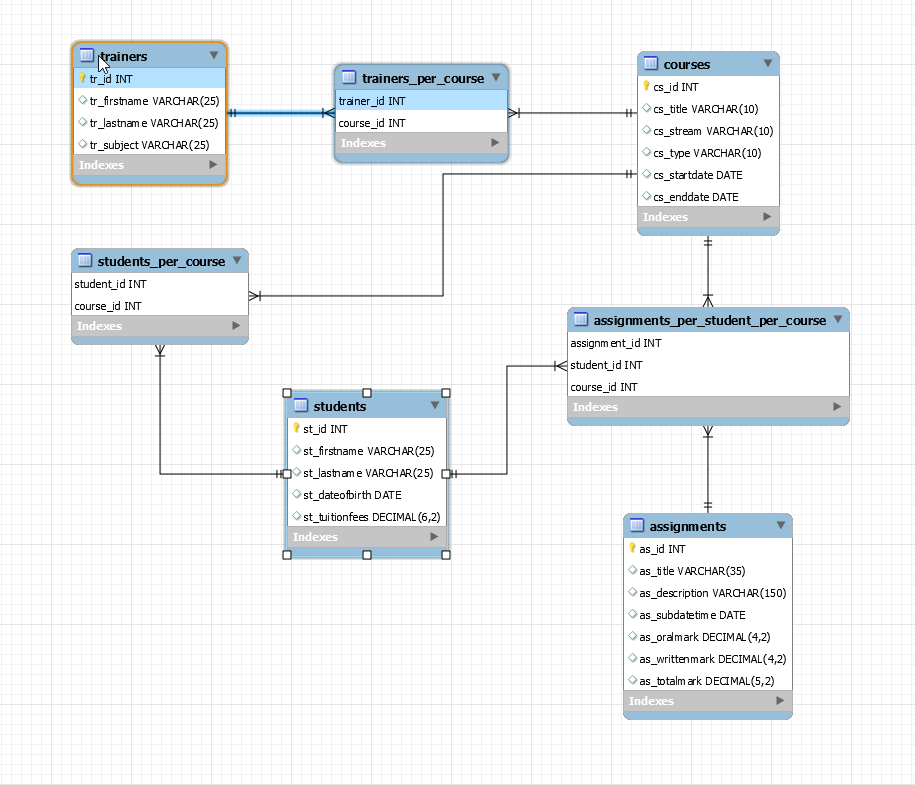 trainers
tr_id INT
tr_firstname VARCHAR(25)
tr_lastname VARCHAR(25)
tr_subject VARCHAR(25)
Indexes
trainers_per_course
trainer_id INT
course_id INT
Indexes
courses
cs_id INT
cs_title VARCHAR(10)
cs_stream VARCHAR(10)
cs_type VARCHAR(10)
cs_startdate DATE
cs_enddate DATE
Indexes
students_per_course
student_id INT
course_id INT
Indexes
assignments_per_student_per_course
assignment_id INT
student_id INT
course_id INT
Indexes
students
st_id INT
st_firstname VARCHAR(25)
st_lastname VARCHAR(25)
st_dateofbirth DATE
st_tuitionfees DECIMAL(6,2)
Indexes
assignments
as_id INT
as_title VARCHAR(35)
as_description VARCHAR(150)
as_subdatetime DATE
as_oralmark DECIMAL(4,2)
as_writtenmark DECIMAL(4,2)
as_totalmark DECIMAL(5,2)
Indexes